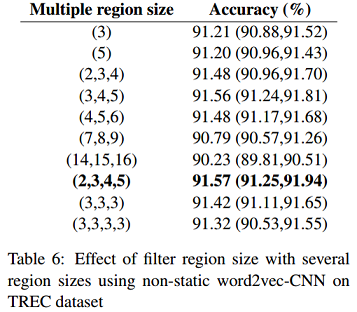 Multiple region size Accuracy (%)
(3) 91.21 (90.88,91.52)
(5) 91.20 (90.96,91.43)
(2,3,4) 91.48 (90.96,91.70)
(3,4,5) 91.56 (91.24,91.81)
(4,5,6) 91.48 (91.17,91.68)
(7,8,9) 90.79 (90.57,91.26)
(14,15,16) 90.23 (89.81,90.51)
(2,3,4,5) 91.57 (91.25,91.94)
(3,3,3) 91.42 (91.11,91.65)
(3,3,3,3) 91.32 (90.53,91.55)
Table 6: Effect of filter region size with several
region sizes using non-static word2vec-CNN on
TREC dataset